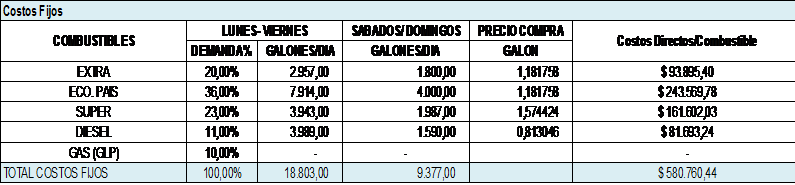 Costos Fijos
COMBUSTIBLES LUNES- VIERNES SABADOS/DOMINGOS PRECIO COMPRA Costos Directos/Combustible
DEMANDA% GALONES/DIA GALONES/DIA GALON
EXTRA 20,00% 2.957,00 1.800,00 1,181758 $ 93.895,40
ECO. PAIS 36,00% 7.914,00 4.000,00 1,181758 $ 243.569,78
SUPER 23,00% 3.943,00 1.987,00 1,574424 $ 161.602,03
DIESEL 11,00% 3.989,00 1.590,00 0,813046 $ 81.693,24
GAS (GLP) 10,00% - - -
TOTAL COSTOS FIJOS 100,00% 18.803,00 9.377,00 $ 580.760,44